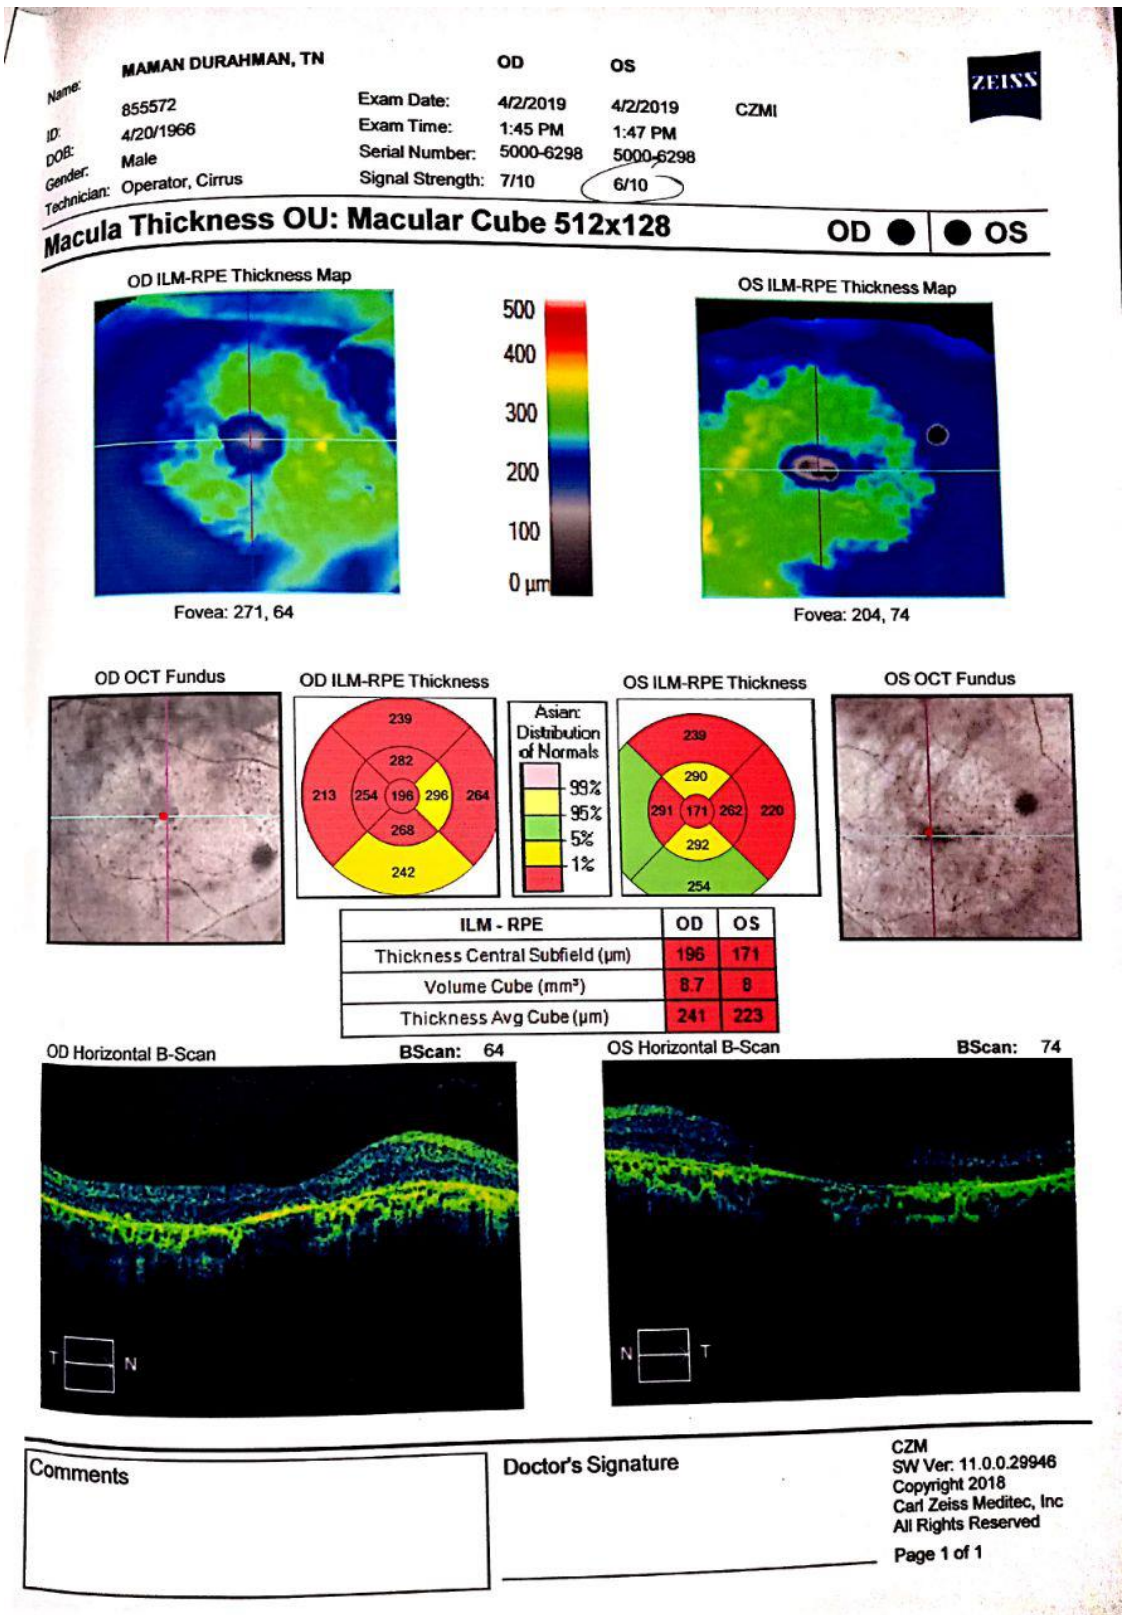 Name: MAMAN DURAHMAN, TN OD OS
ZEISS
ID: 855572 Exam Date: 4/2/2019 4/2/2019 CZMI
DOB: 4/20/1966 Exam Time: 1:45 PM 1:47 PM
Gender: Male Serial Number: 5000-6298 5000-6298
Technician: Operator, Cirrus Signal Strength: 7/10 6/10
Macula Thickness OU: Macular Cube 512x128 OD OS
OD ILM-RPE Thickness Map
OS ILM-RPE Thickness Map
500
400
300
200
100
0 µm
Fovea: 271, 64
Fovea: 204, 74
OD OCT Fundus
OD ILM-RPE Thickness
OS ILM-RPE Thickness
OS OCT Fundus
239
282
213 254 196 296 264
268
242
Asian:
Distribution
of Normals
99%
95%
5%
1%
239
290
291 171 262 220
292
254
ILM - RPE OD OS
Thickness Central Subfield (µm) 196 171
Volume Cube (mm³) 8.7 8
Thickness Avg Cube (µm) 241 223
OD Horizontal B-Scan BScan: 64
OS Horizontal B-Scan BScan: 74
T N
N T
Comments
Doctor's Signature
CZM
SW Ver: 11.0.0.29946
Copyright 2018
Carl Zeiss Meditec, Inc
All Rights Reserved
Page 1 of 1